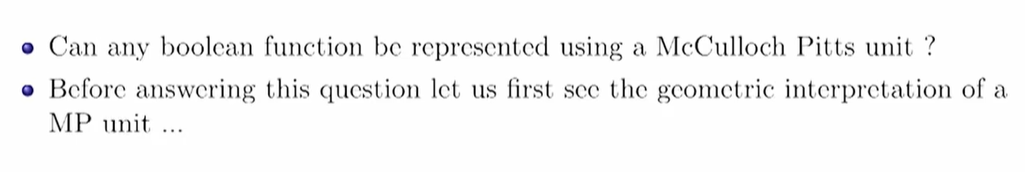 Can any boolean function be represented using a McCulloch Pitts unit ?
Before answering this question let us first see the geometric interpretation of a
MP unit ...